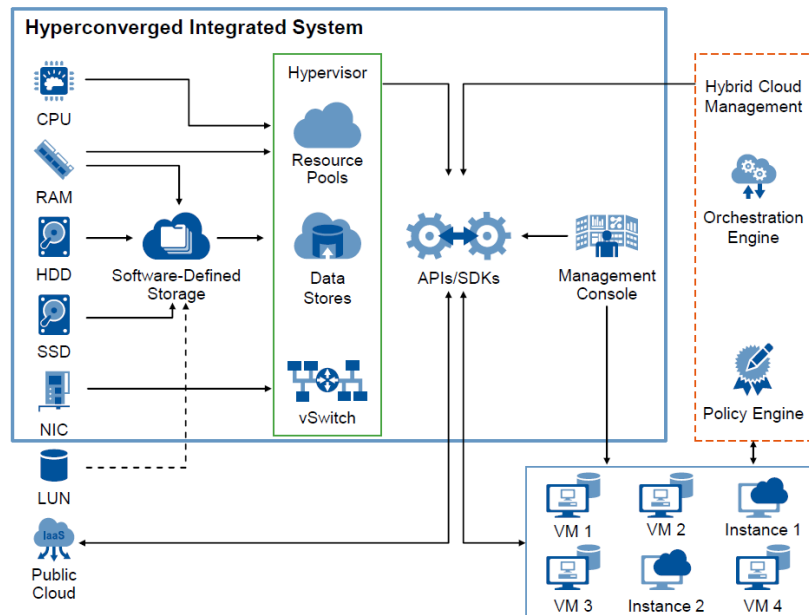 Hyperconverged Integrated System
CPU
RAM
HDD
SSD
NIC
LUN
IaaS
Public
Cloud
Software-Defined
Storage
Hypervisor
Resource
Pools
Data
Stores
vSwitch
APIs/SDKs
Management
Console
Hybrid Cloud
Management
Orchestration
Engine
Policy Engine
VM 1
VM 2
Instance 1
VM 3
Instance 2
VM 4